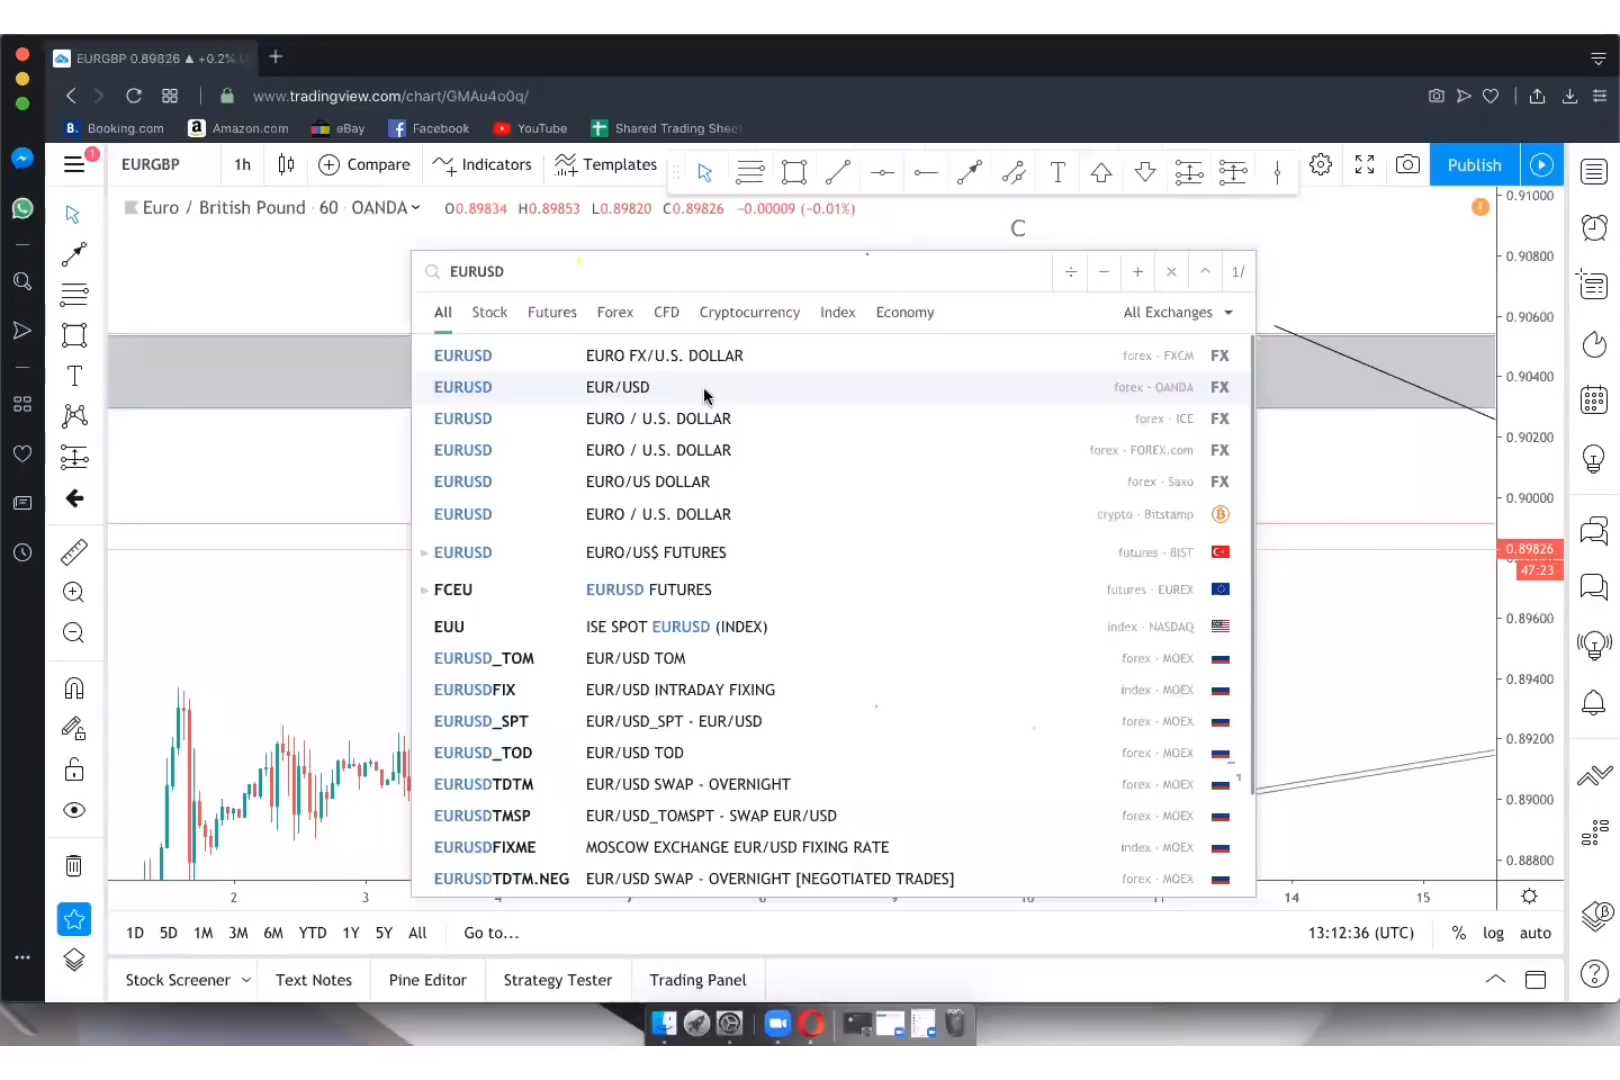 EURGBP 0.89826 ▲ +0.2%
www.tradingview.com/chart/GMAu4o0q/
B. Booking.com a Amazon.com eBay Facebook YouTube Shared Trading Shee
1 EURGBP 1h Compare Indicators Templates T Publish
Euro / British Pound · 60 · OANDA O0.89834 H0.89853 L0.89820 C0.89826 −0.00009 (−0.01%)
C
EURUSD ÷ − + × ^ 1/
All Stock Futures Forex CFD Cryptocurrency Index Economy All Exchanges
EURUSD EURO FX/U.S. DOLLAR forex - FXCM FX
EURUSD EUR/USD forex - OANDA FX
EURUSD EURO / U.S. DOLLAR forex - ICE FX
EURUSD EURO / U.S. DOLLAR forex - FOREX.com FX
EURUSD EURO/US DOLLAR forex - Saxo FX
EURUSD EURO / U.S. DOLLAR crypto - Bitstamp
EURUSD EURO/US$ FUTURES futures - BIST
FCEU EURUSD FUTURES futures - EUREX
EUU ISE SPOT EURUSD (INDEX) index - NASDAQ
EURUSD_TOM EUR/USD TOM forex - MOEX
EURUSDFIX EUR/USD INTRADAY FIXING index - MOEX
EURUSD_SPT EUR/USD_SPT - EUR/USD forex - MOEX
EURUSD_TOD EUR/USD TOD forex - MOEX
EURUSDTDTM EUR/USD SWAP - OVERNIGHT forex - MOEX
EURUSDTMSP EUR/USD_TOMSPT - SWAP EUR/USD forex - MOEX
EURUSDFIXME MOSCOW EXCHANGE EUR/USD FIXING RATE index - MOEX
EURUSDTDTM.NEG EUR/USD SWAP - OVERNIGHT [NEGOTIATED TRADES] forex - MOEX
0.91000
0.90800
0.90600
0.90400
0.90200
0.90000
0.89826
47:23
0.89600
0.89400
0.89200
0.89000
0.88800
2 3 14 15
1D 5D 1M 3M 6M YTD 1Y 5Y All Go to... 13:12:36 (UTC) % log auto
Stock Screener Text Notes Pine Editor Strategy Tester Trading Panel